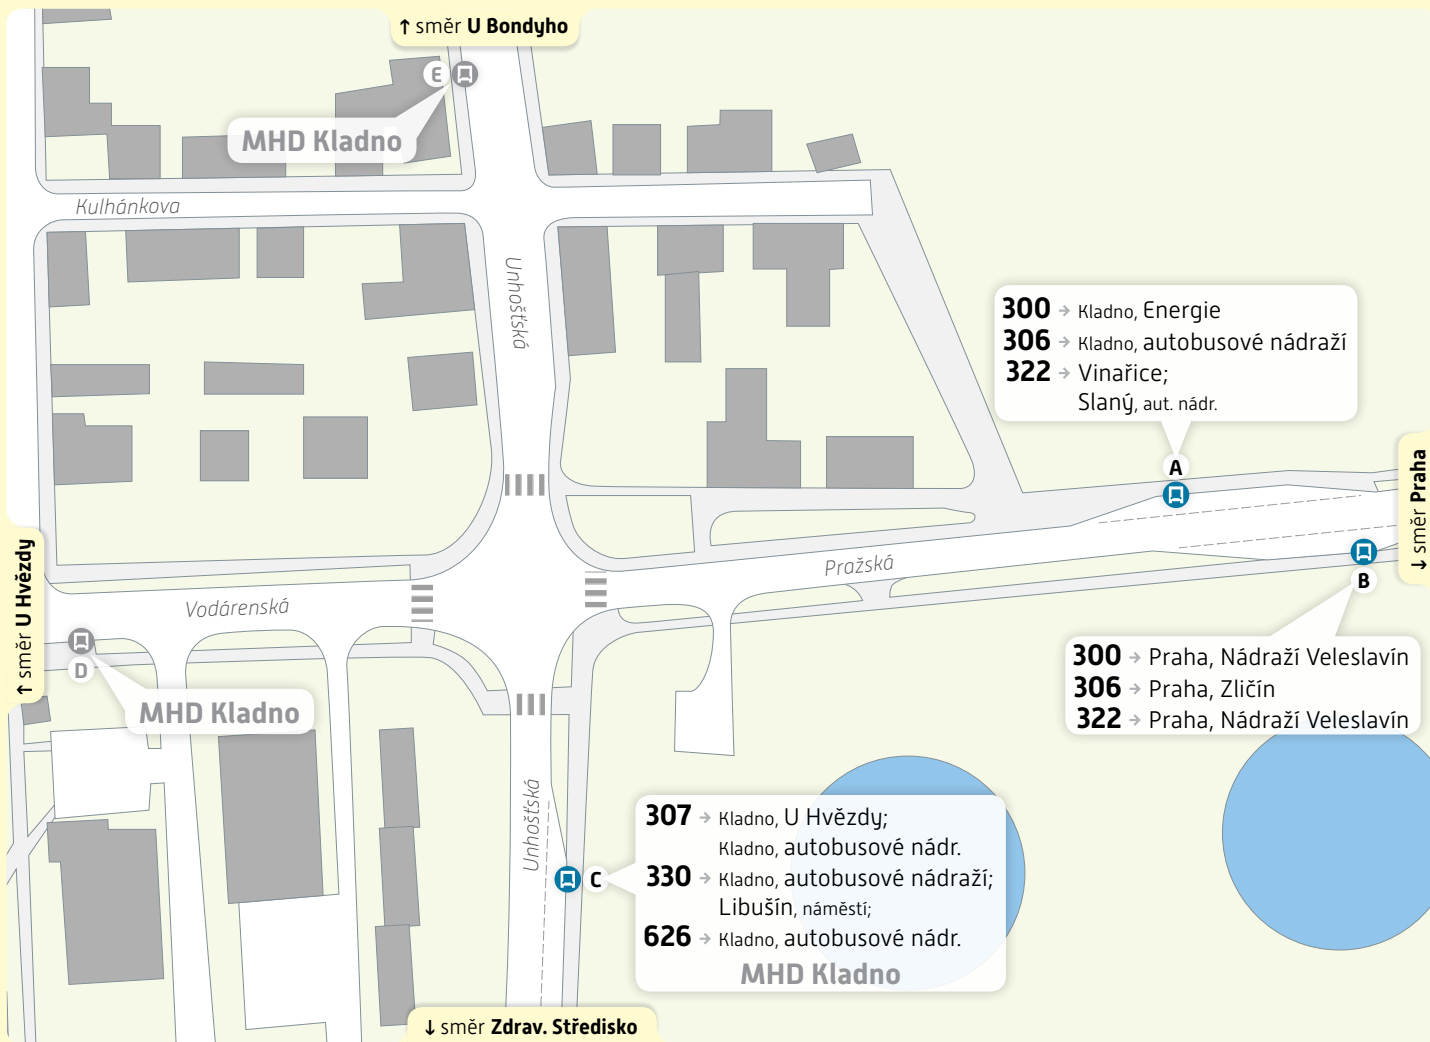 ↑ směr U Bondyho
E
MHD Kladno
Kulhánkova
Unhošťská
300 → Kladno, Energie
306 → Kladno, autobusové nádraží
322 → Vinařice;
Slaný, aut. nádr.
A
↓ směr Praha
B
Pražská
300 → Praha, Nádraží Veleslavín
306 → Praha, Zličín
322 → Praha, Nádraží Veleslavín
↑ směr U Hvězdy
Vodárenská
D
MHD Kladno
Unhošťská
C
307 → Kladno, U Hvězdy;
Kladno, autobusové nádr.
330 → Kladno, autobusové nádraží;
Libušín, náměstí;
626 → Kladno, autobusové nádr.
MHD Kladno
↓ směr Zdrav. Středisko